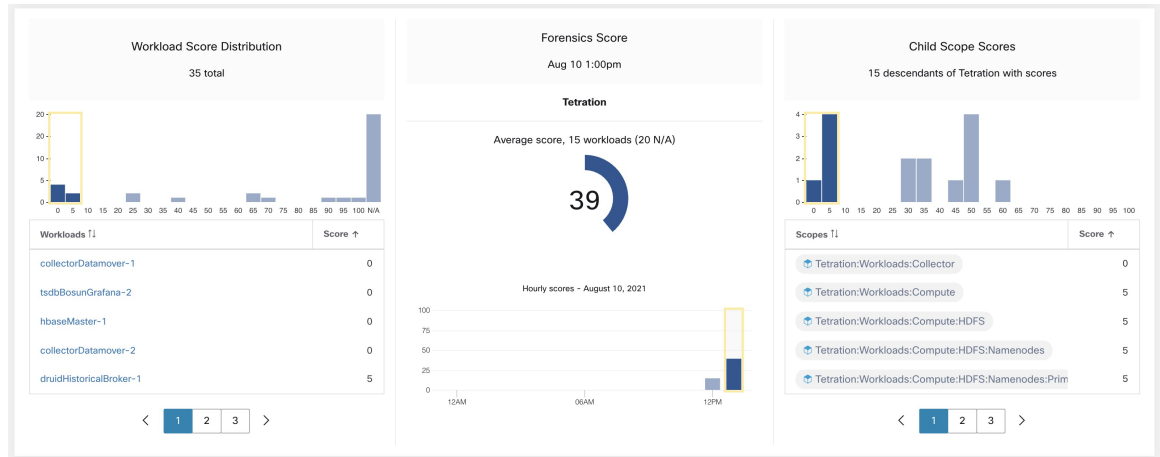 Workload Score Distribution
35 total
20
20
10
5
0
0 5 10 15 20 25 30 35 40 45 50 55 60 65 70 75 80 85 90 95 100 N/A
Workloads ↑↓ Score ↑
collectorDatamover-1 0
tsdbBosunGrafana-2 0
hbaseMaster-1 0
collectorDatamover-2 0
druidHistoricalBroker-1 5
< 1 2 3 >
Forensics Score
Aug 10 1:00pm
Tetration
Average score, 15 workloads (20 N/A)
39
Hourly scores - August 10, 2021
100
75
50
25
0
12AM 06AM 12PM
Child Scope Scores
15 descendants of Tetration with scores
4
3
2
1
0
0 5 10 15 20 25 30 35 40 45 50 55 60 65 70 75 80 85 90 95 100
Scopes ↑↓ Score ↑
Tetration:Workloads:Collector 0
Tetration:Workloads:Compute 5
Tetration:Workloads:Compute:HDFS 5
Tetration:Workloads:Compute:HDFS:Namenodes 5
Tetration:Workloads:Compute:HDFS:Namenodes:Prim 5
< 1 2 3 >